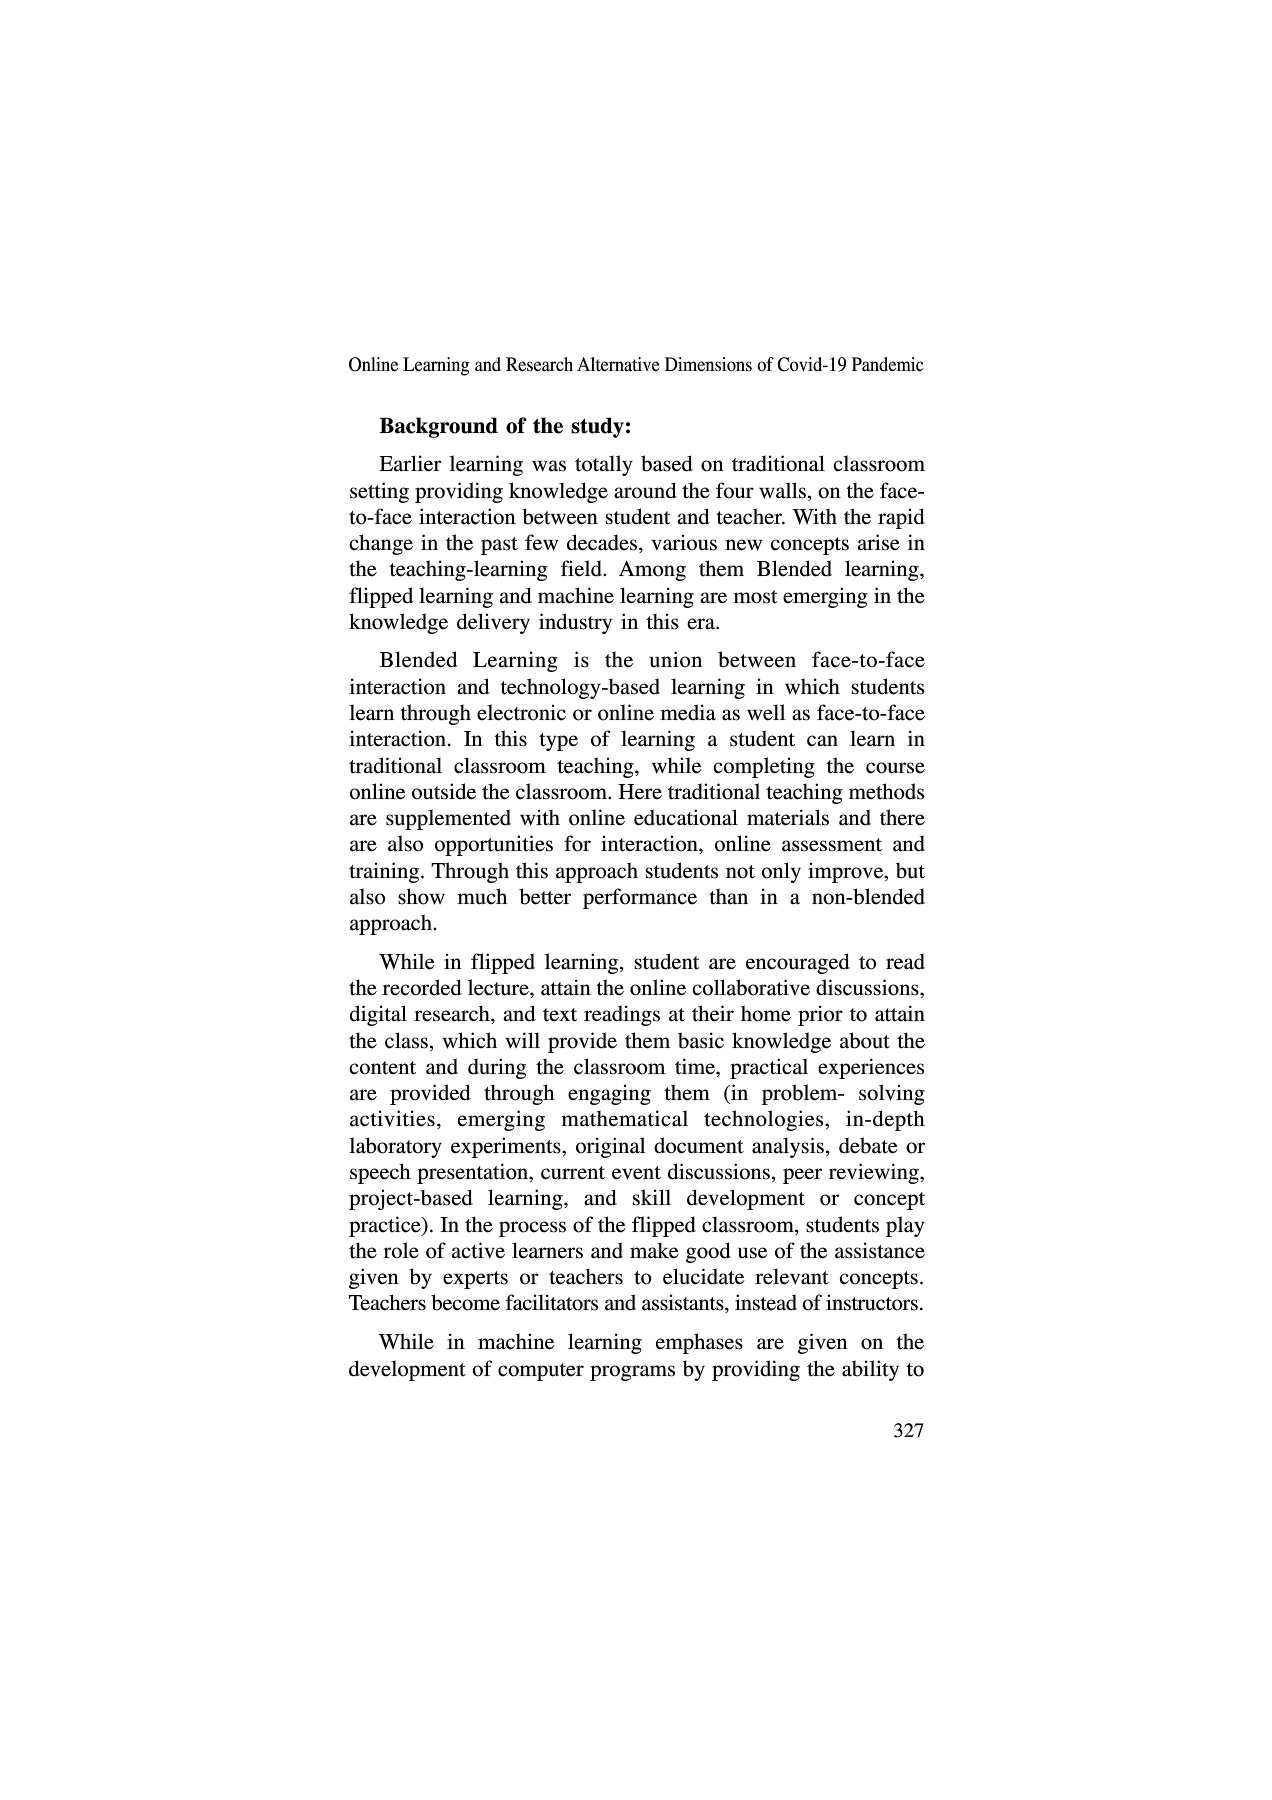 Online Learning and Research Alternative Dimensions of Covid-19 Pandemic
Background of the study:
Earlier learning was totally based on traditional classroom
setting providing knowledge around the four walls, on the face-
to-face interaction between student and teacher. With the rapid
change in the past few decades, various new concepts arise in
the teaching-learning field. Among them Blended learning,
flipped learning and machine learning are most emerging in the
knowledge delivery industry in this era.
Blended Learning is the union between face-to-face
interaction and technology-based learning in which students
learn through electronic or online media as well as face-to-face
interaction. In this type of learning a student can learn in
traditional classroom teaching, while completing the course
online outside the classroom. Here traditional teaching methods
are supplemented with online educational materials and there
are also opportunities for interaction, online assessment and
training. Through this approach students not only improve, but
also show much better performance than in a non-blended
approach.
While in flipped learning, student are encouraged to read
the recorded lecture, attain the online collaborative discussions,
digital research, and text readings at their home prior to attain
the class, which will provide them basic knowledge about the
content and during the classroom time, practical experiences
are provided through engaging them (in problem- solving
activities, emerging mathematical technologies, in-depth
laboratory experiments, original document analysis, debate or
speech presentation, current event discussions, peer reviewing,
project-based learning, and skill development or concept
practice). In the process of the flipped classroom, students play
the role of active learners and make good use of the assistance
given by experts or teachers to elucidate relevant concepts.
Teachers become facilitators and assistants, instead of instructors.
While in machine learning emphases are given on the
development of computer programs by providing the ability to
327